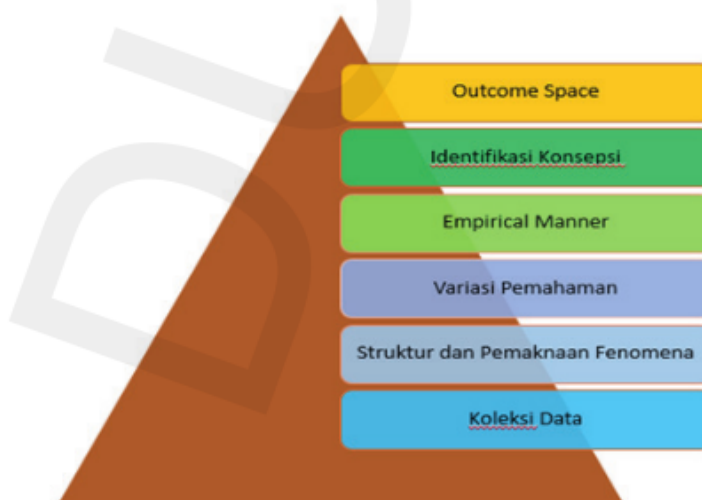 Outcome Space
Identifikasi Konsepsi
Empirical Manner
Variasi Pemahaman
Struktur dan Pemaknaan Fenomena
Koleksi Data